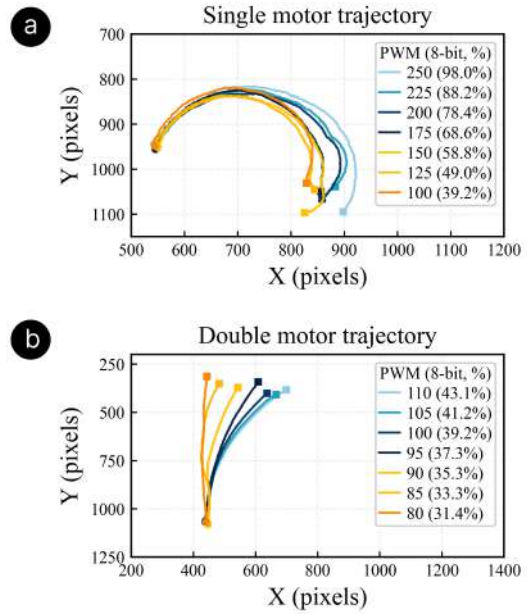 a
Single motor trajectory
700
800
900
1000
1100
Y (pixels)
PWM (8-bit, %)
250 (98.0%)
225 (88.2%)
200 (78.4%)
175 (68.6%)
150 (58.8%)
125 (49.0%)
100 (39.2%)
500 600 700 800 900 1000 1100 1200
X (pixels)
b
Double motor trajectory
250
500
750
1000
1250
Y (pixels)
PWM (8-bit, %)
110 (43.1%)
105 (41.2%)
100 (39.2%)
95 (37.3%)
90 (35.3%)
85 (33.3%)
80 (31.4%)
200 400 600 800 1000 1200 1400
X (pixels)